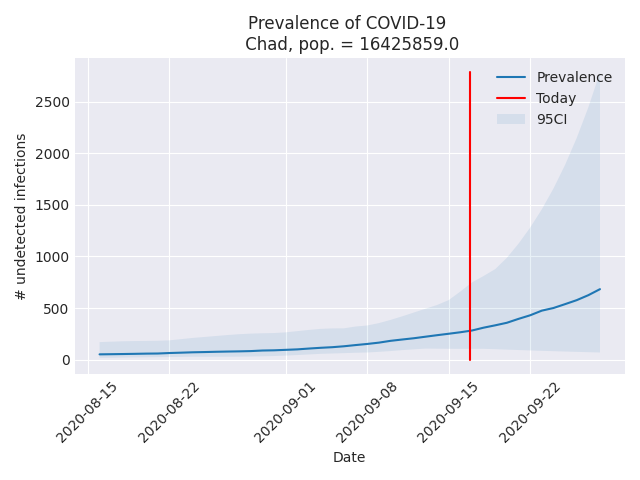 Prevalence of COVID-19
Chad, pop. = 16425859.0
Prevalence
Today
95CI
2500
2000
1500
1000
500
0
# undetected infections
2020-08-15
2020-08-22
2020-09-01
2020-09-08
2020-09-15
2020-09-22
Date